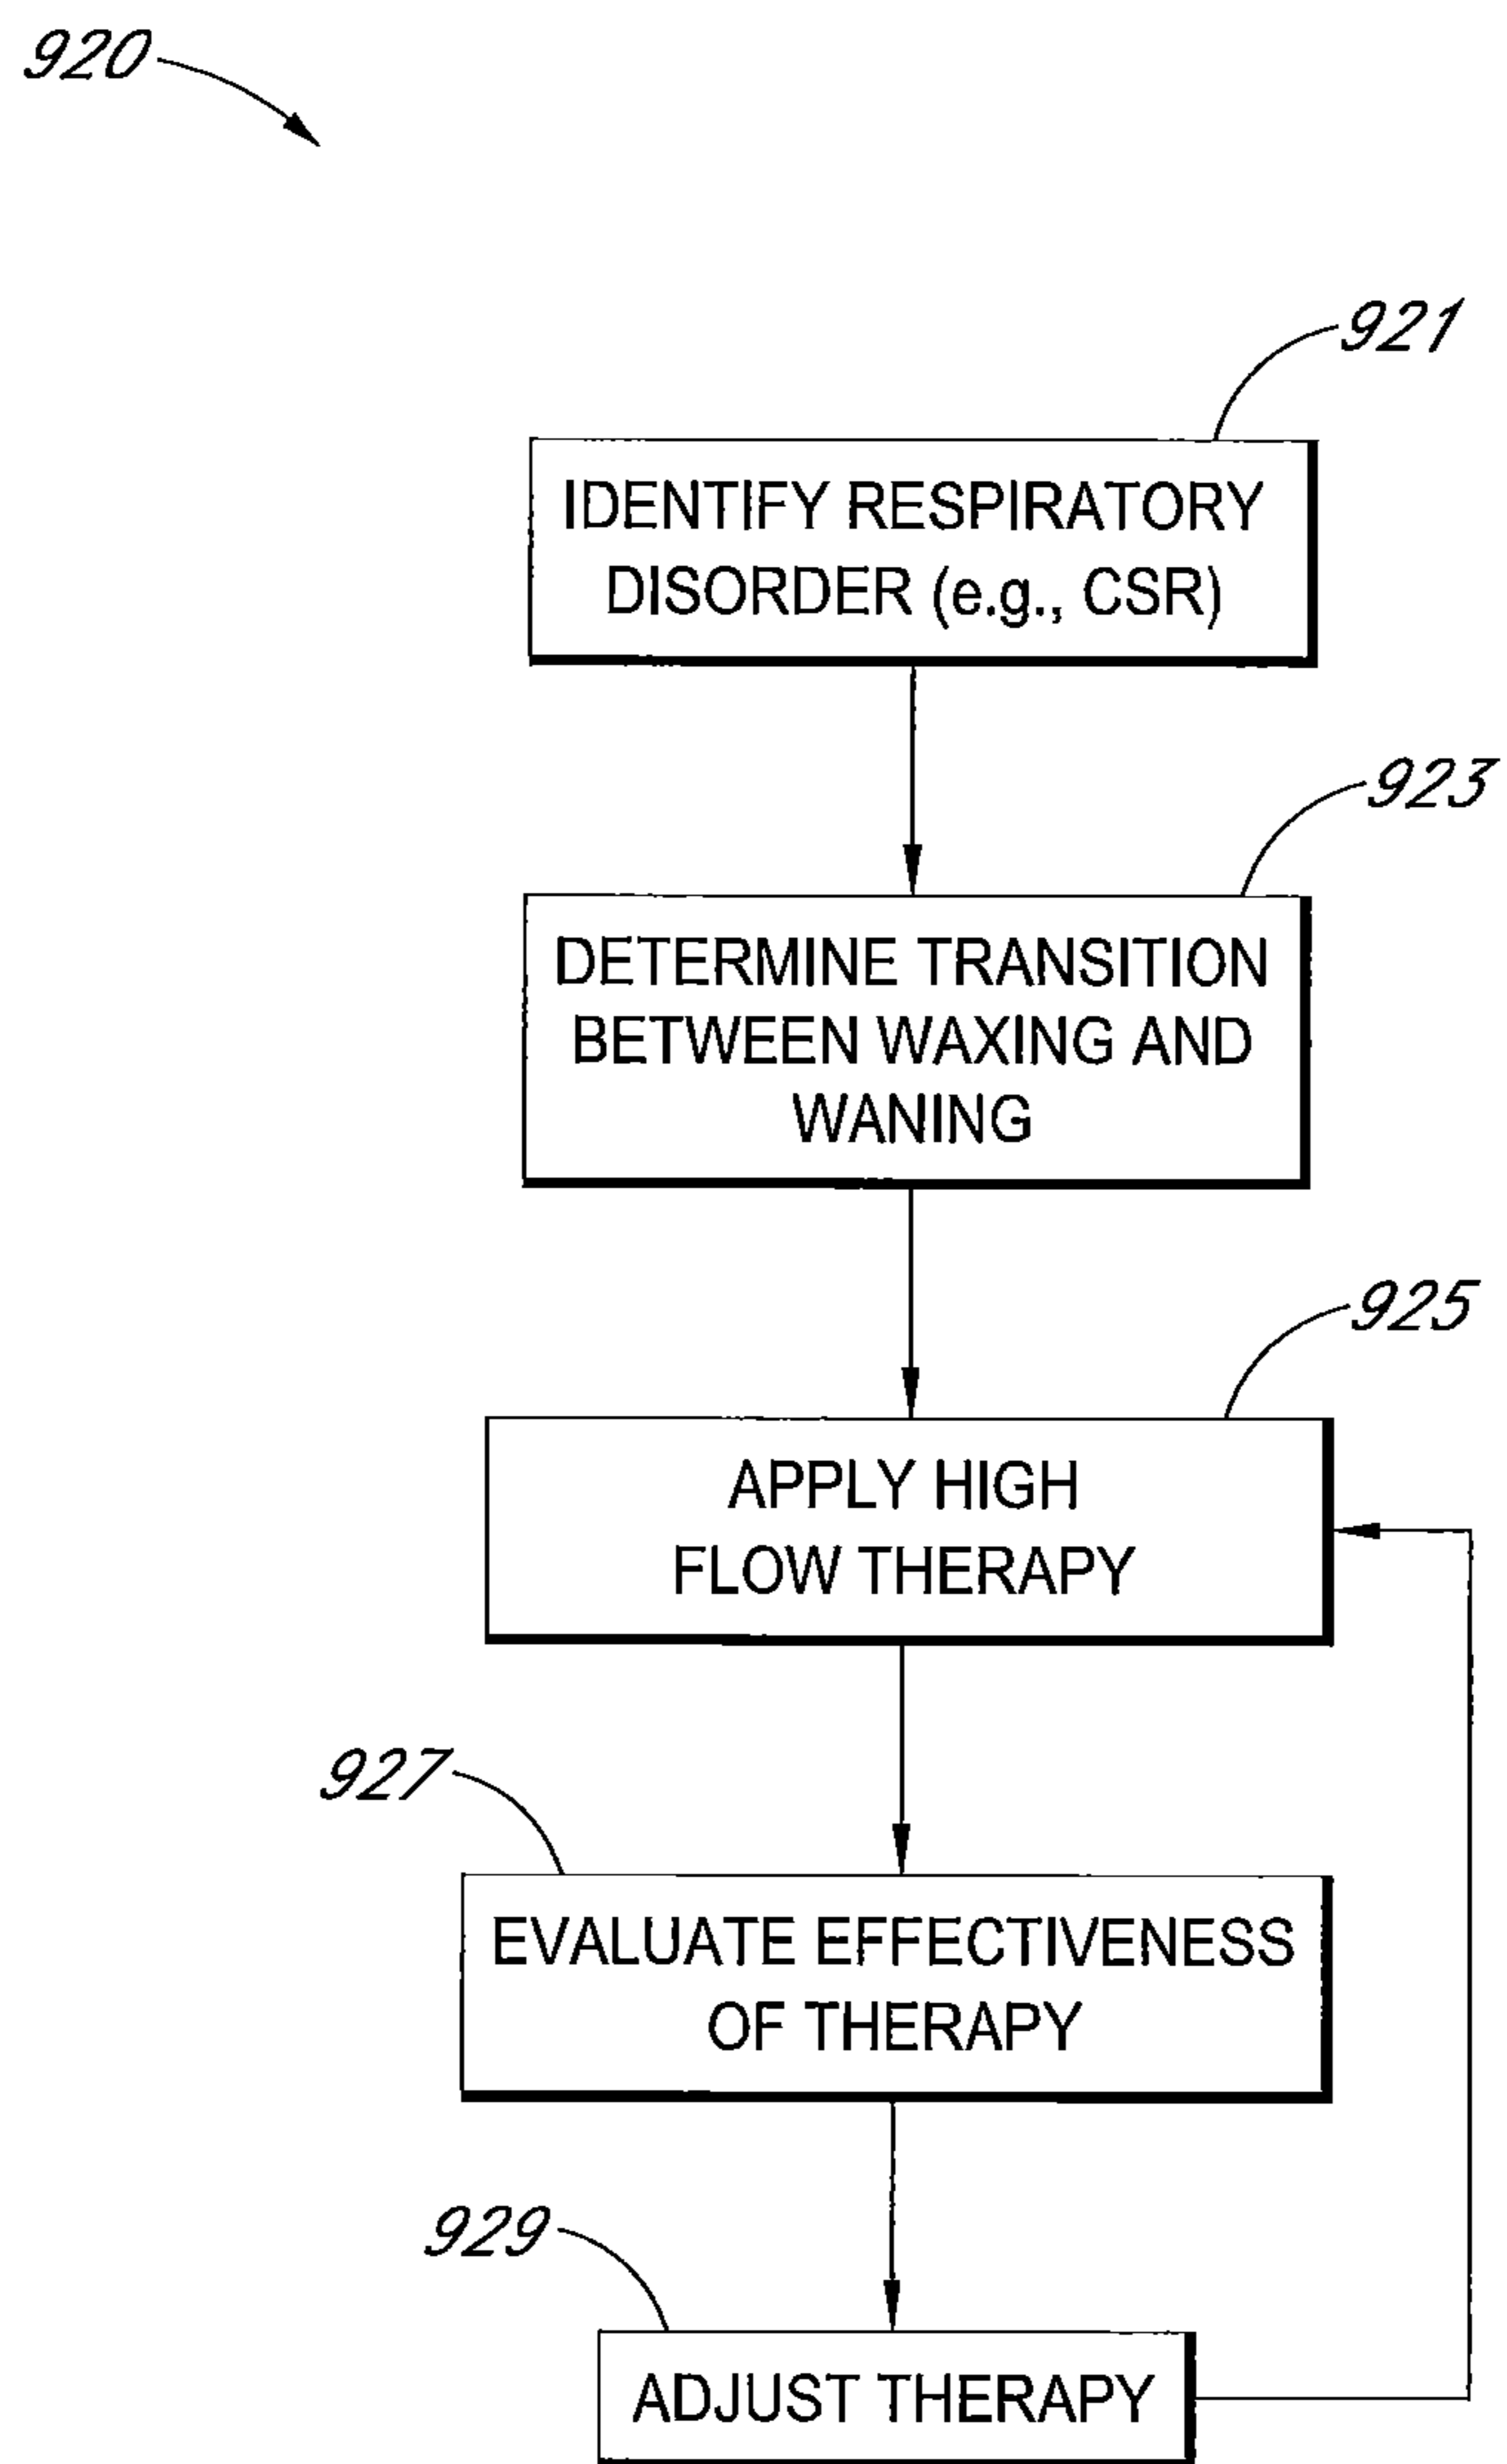 920
921
IDENTIFY RESPIRATORY
DISORDER (e.g., CSR)
923
DETERMINE TRANSITION
BETWEEN WAXING AND
WANING
925
APPLY HIGH
FLOW THERAPY
927
EVALUATE EFFECTIVENESS
OF THERAPY
929
ADJUST THERAPY